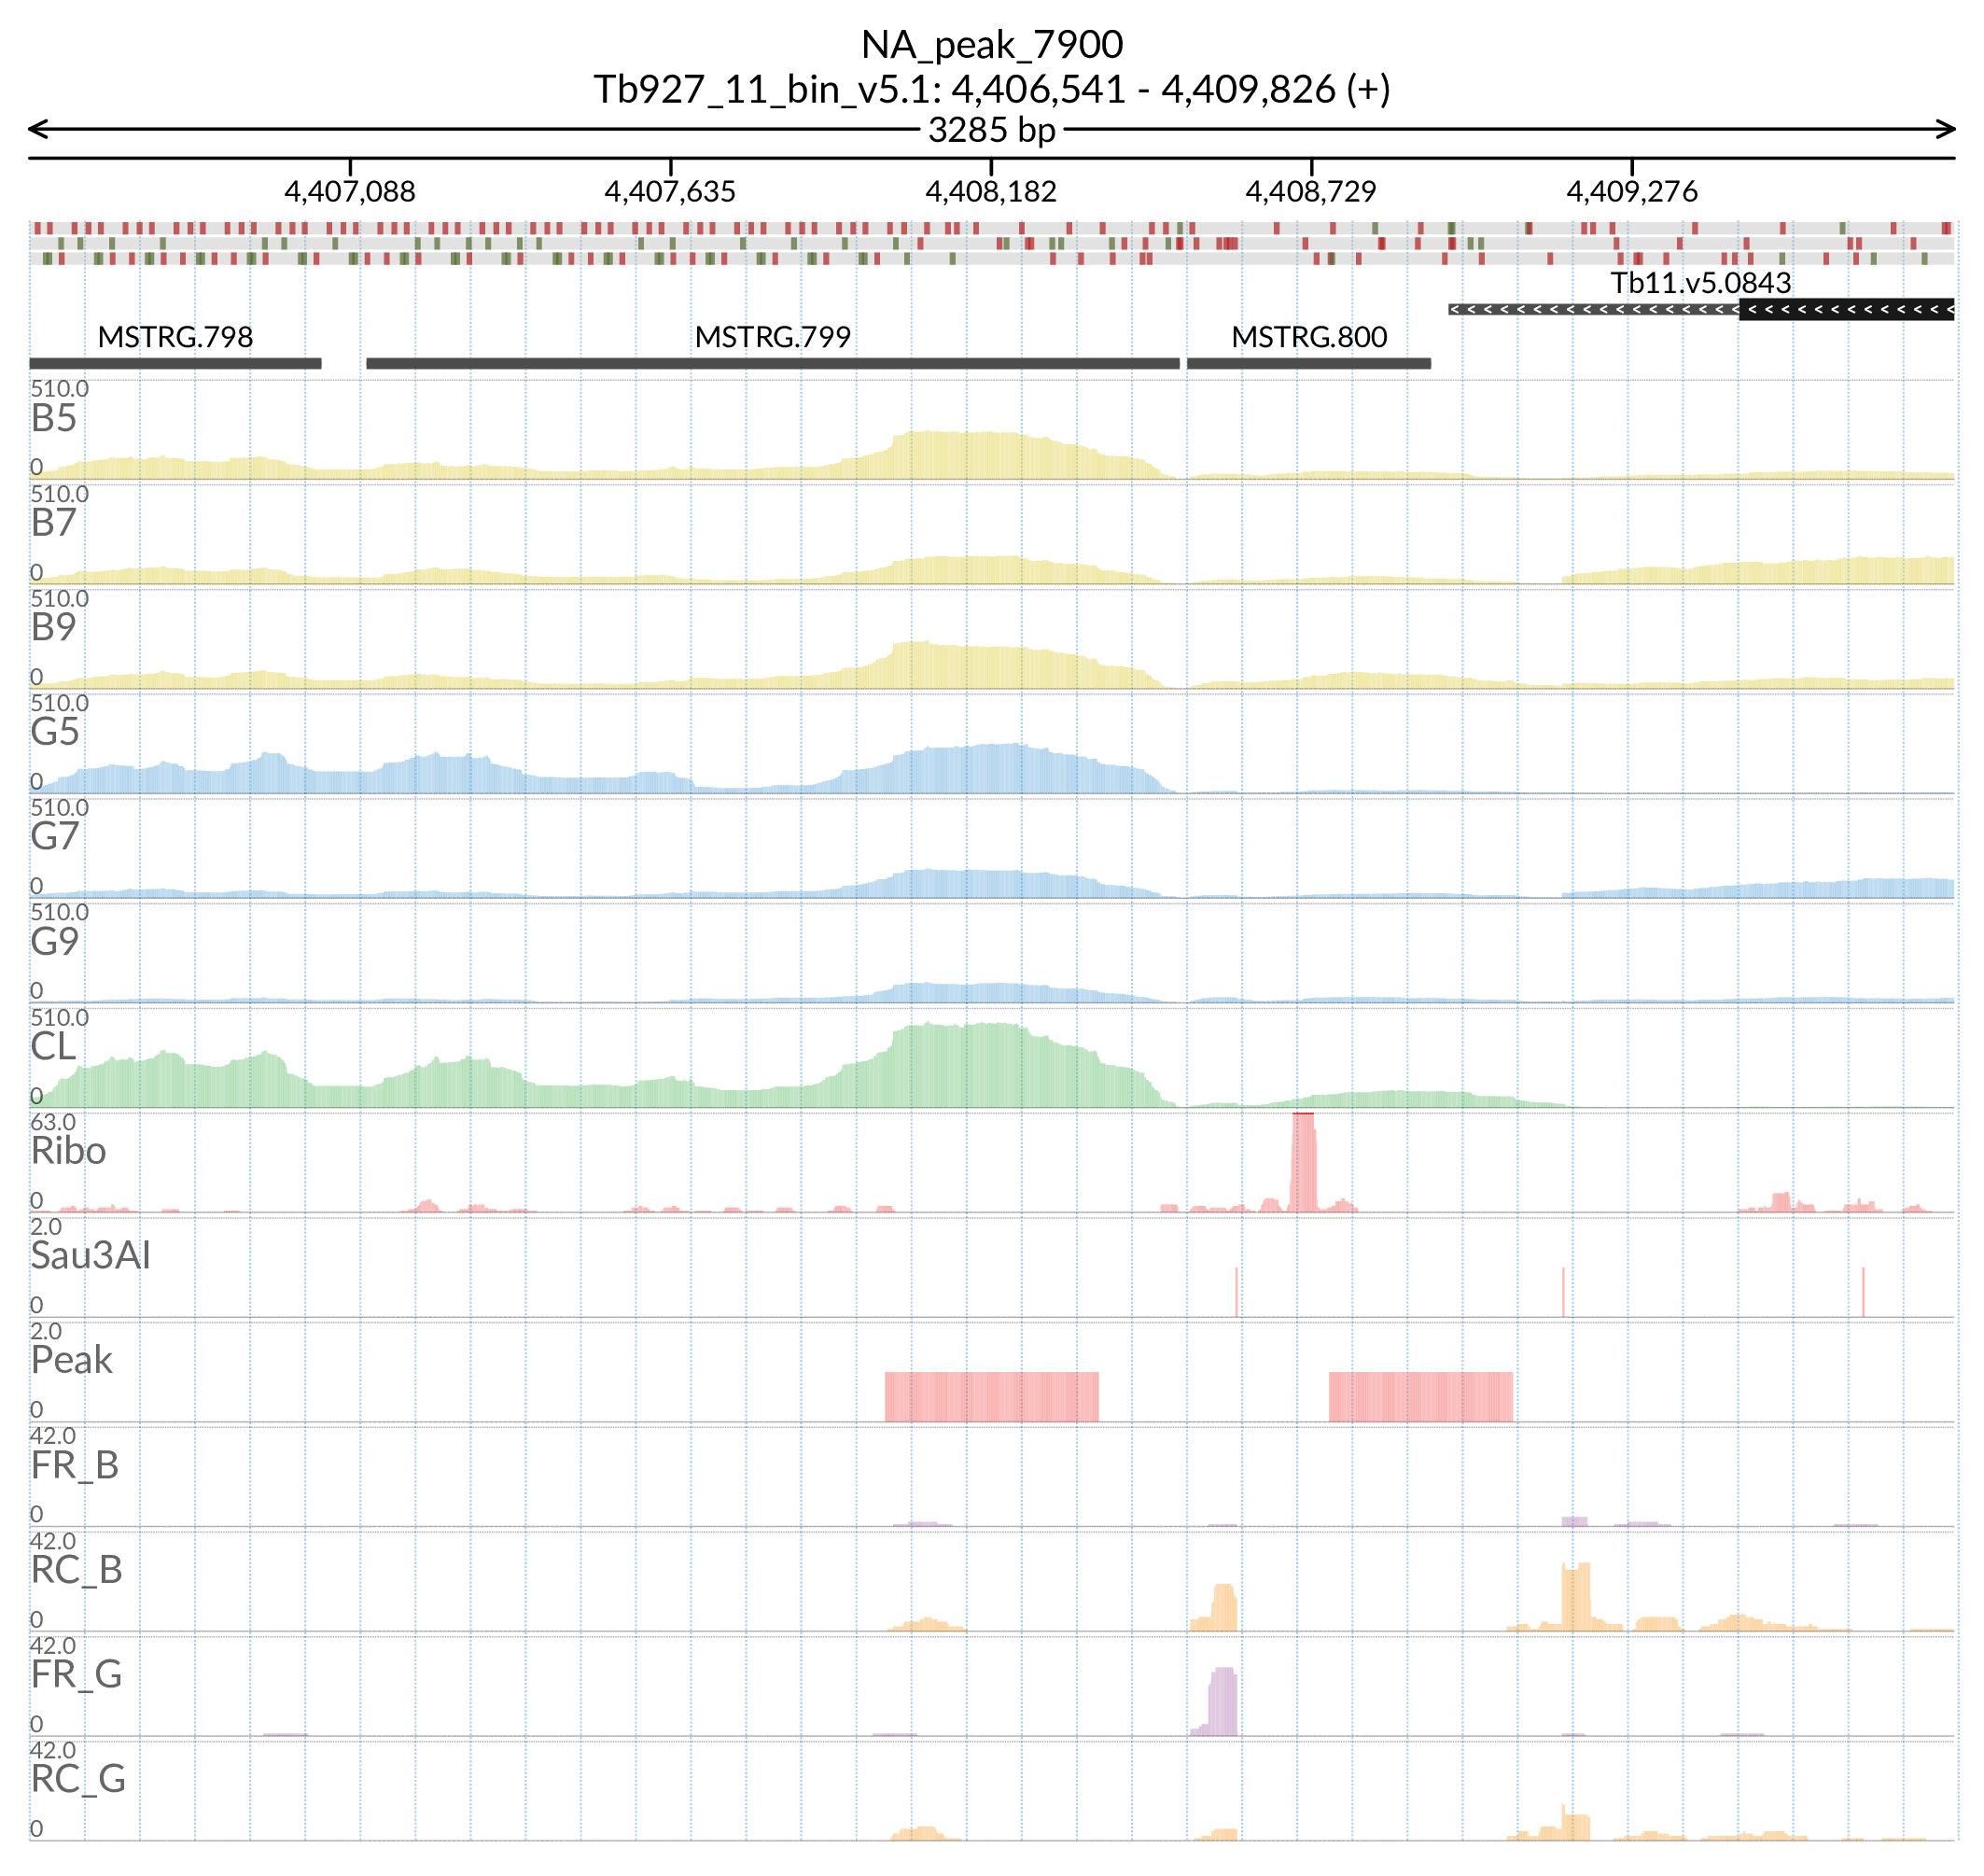 NA_peak_7900
Tb927_11_bin_v5.1: 4,406,541 - 4,409,826 (+)
3285 bp
4,407,088 4,407,635 4,408,182 4,408,729 4,409,276
Tb11.v5.0843
MSTRG.798 MSTRG.799 MSTRG.800
510.0
B5
0
510.0
B7
0
510.0
B9
0
510.0
G5
0
510.0
G7
0
510.0
G9
0
510.0
CL
0
63.0
Ribo
0
2.0
Sau3AI
0
2.0
Peak
0
42.0
FR_B
0
42.0
RC_B
0
42.0
FR_G
0
42.0
RC_G
0